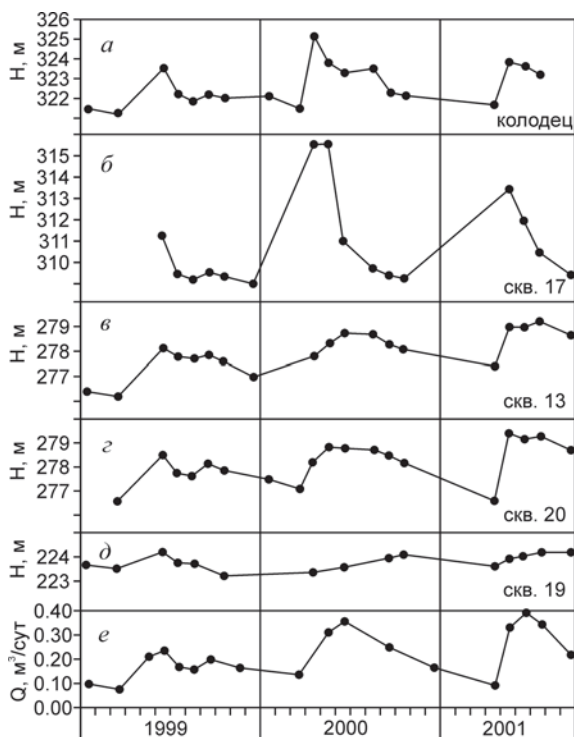 326
325
324
323
322
Н, м
а
колодец
315
313
311
310
Н, м
б
скв. 17
279
278
277
Н, м
в
скв. 13
279
278
277
Н, м
г
скв. 20
224
223
Н, м
д
скв. 19
0.40
0.30
0.20
0.10
0.00
Q, м³/сут
е
1999 2000 2001